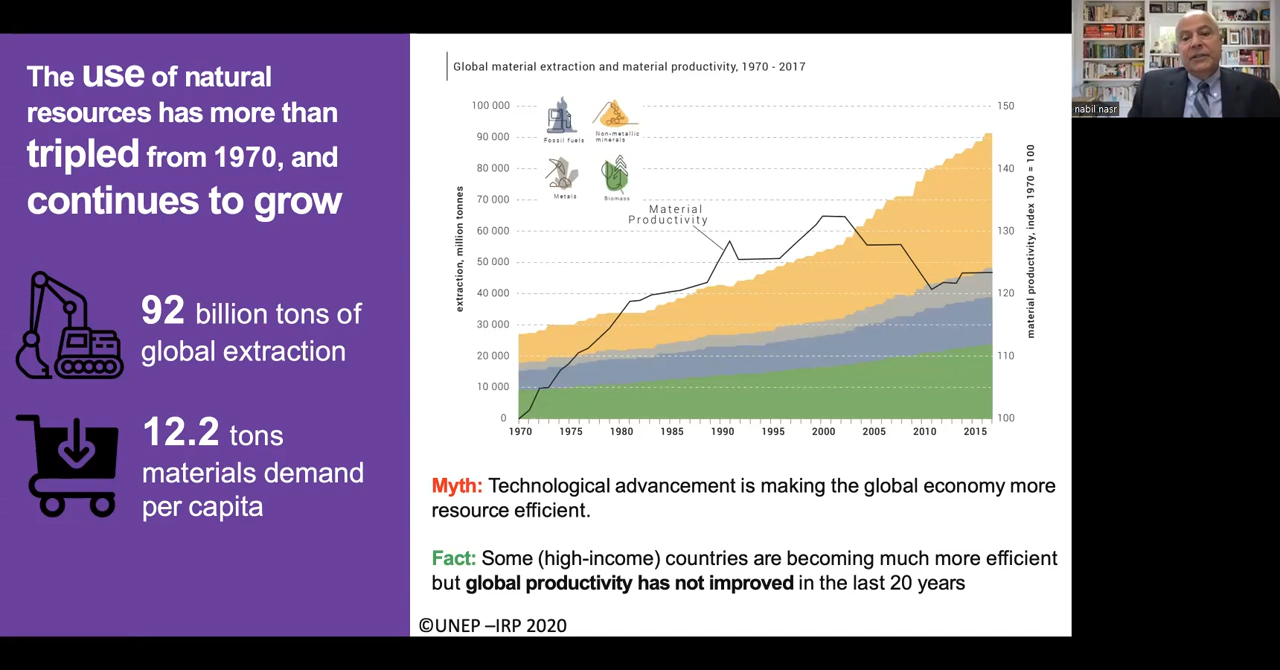 The use of natural
resources has more than
tripled from 1970, and
continues to grow
92 billion tons of
global extraction
12.2 tons
materials demand
per capita
Global material extraction and material productivity, 1970 - 2017
extraction, million tonnes
100 000
90 000
80 000
70 000
60 000
50 000
40 000
30 000
20 000
10 000
0
Fossil fuels
Non-metallic
minerals
Metals
Biomass
Material
Productivity
150
140
130
120
110
100
material productivity, index 1970 = 100
1970 1975 1980 1985 1990 1995 2000 2005 2010 2015
Myth: Technological advancement is making the global economy more
resource efficient.
Fact: Some (high-income) countries are becoming much more efficient
but global productivity has not improved in the last 20 years
©UNEP –IRP 2020
nabil nasr